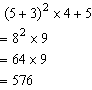 (5 + 3)² x 4 + 5
= 8² x 9
= 64 x 9
= 576